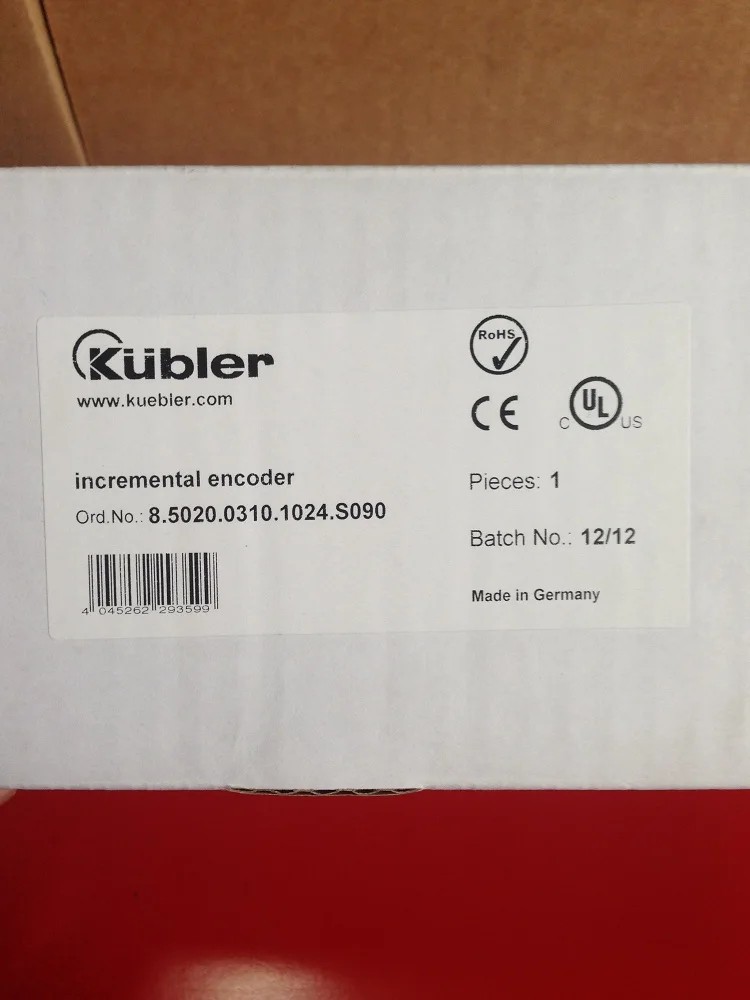 Kübler
www.kuebler.com
RoHS
CE
C UL US
incremental encoder
Ord.No.: 8.5020.0310.1024.S090
Pieces: 1
Batch No.: 12/12
Made in Germany
4 045262 293599